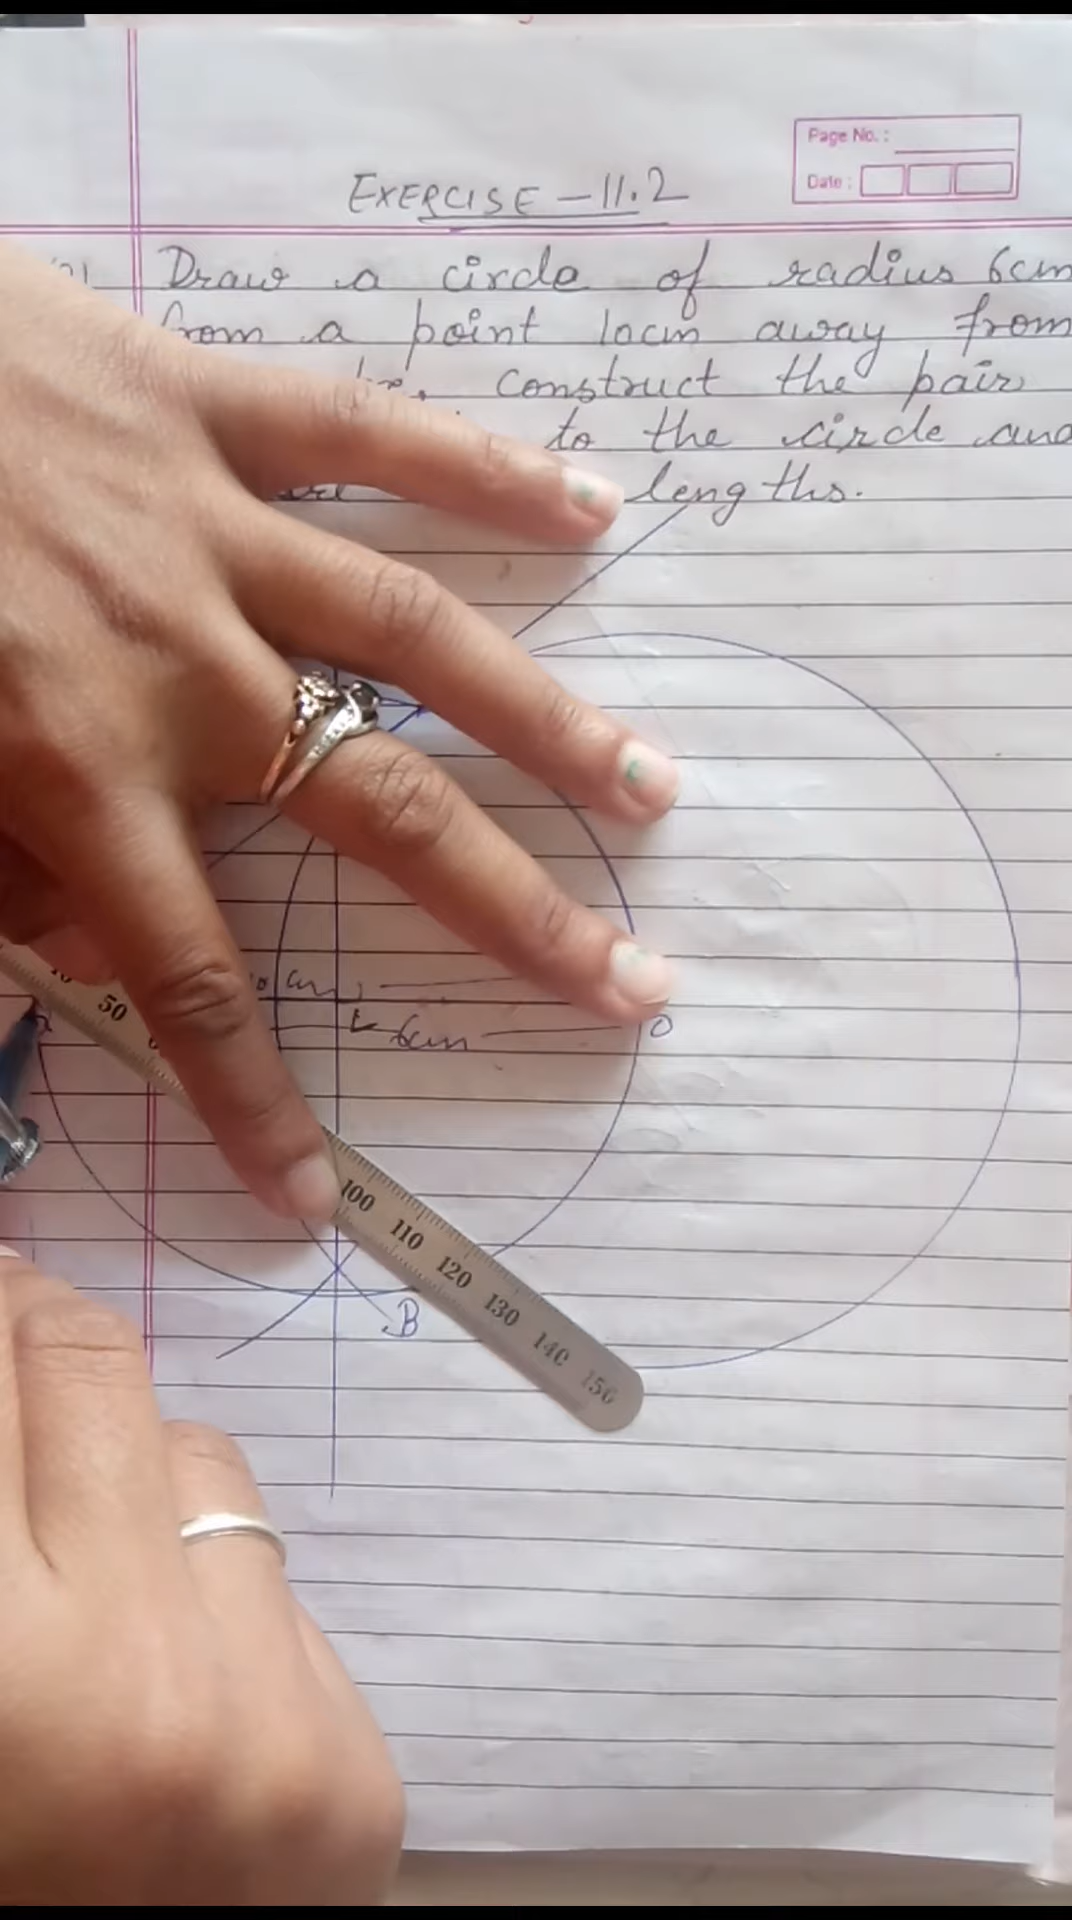 Page No. :
Date :
EXERCISE - 11.2
Draw a circle of radius 6cm
from a point 10cm away from
construct the pair
to the circle and
lengths.
cm
6cm
O
50
100
110
120
130
140
150
B